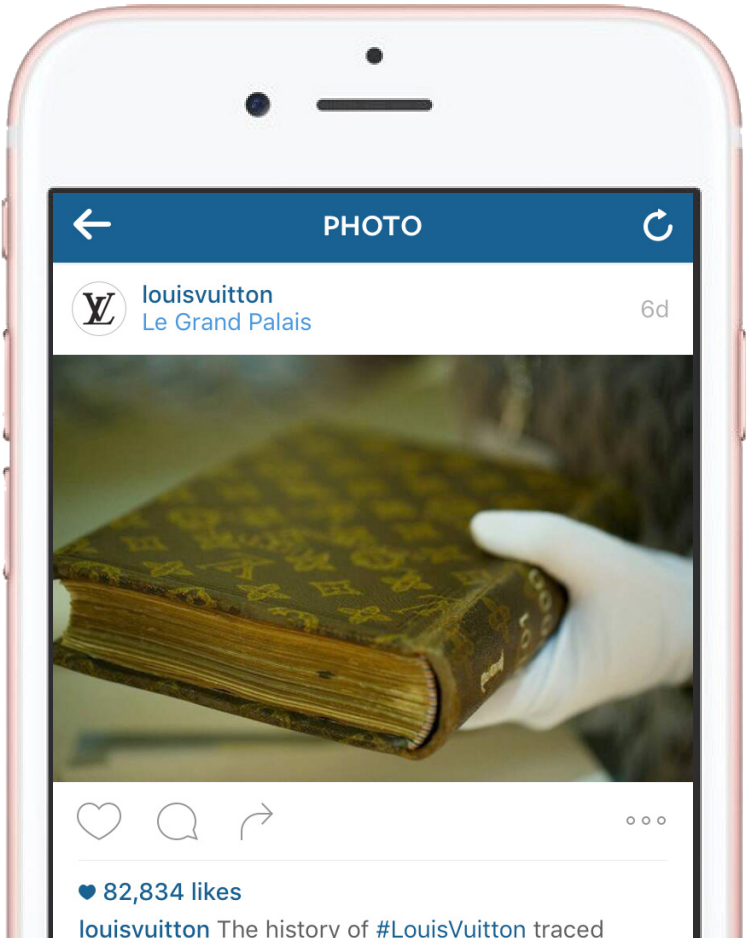 PHOTO
louisvuitton
Le Grand Palais
6d
82,834 likes
louisvuitton The history of #LouisVuitton traced